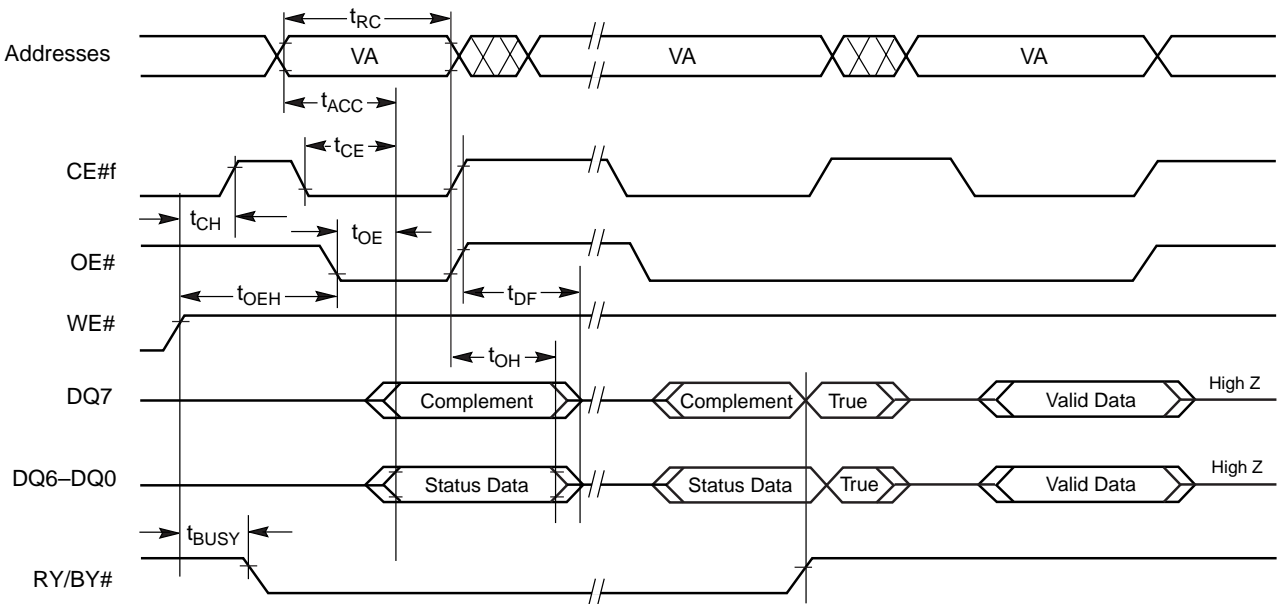 tRC
Addresses VA VA VA
tACC
tCE
CE#f
tCH tOE
OE#
tOEH tDF
WE#
tOH
DQ7 Complement Complement True Valid Data High Z
DQ6–DQ0 Status Data Status Data True Valid Data High Z
tBUSY
RY/BY#